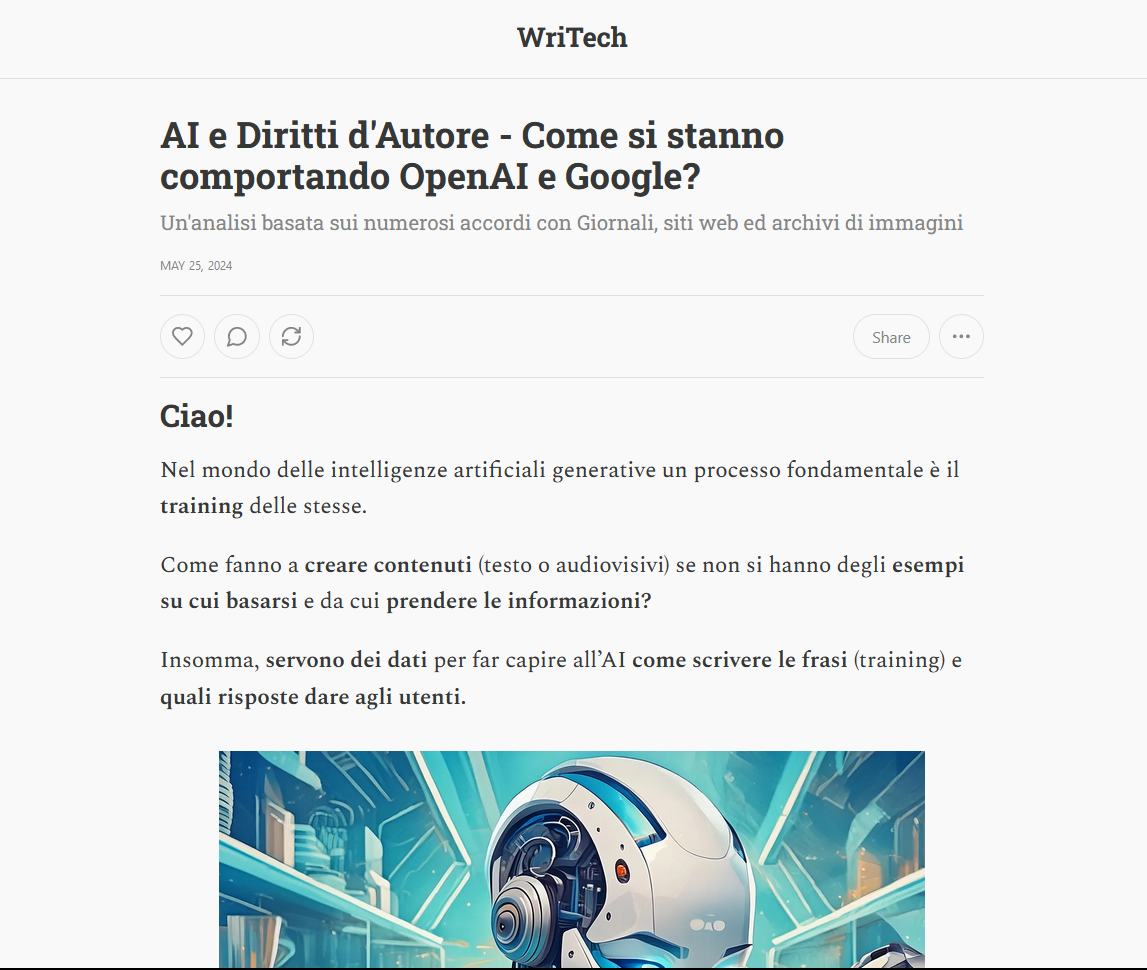 WriTech
AI e Diritti d'Autore - Come si stanno
comportando OpenAI e Google?
Un'analisi basata sui numerosi accordi con Giornali, siti web ed archivi di immagini
MAY 25, 2024
Share
Ciao!
Nel mondo delle intelligenze artificiali generative un processo fondamentale è il
training delle stesse.
Come fanno a creare contenuti (testo o audiovisivi) se non si hanno degli esempi
su cui basarsi e da cui prendere le informazioni?
Insomma, servono dei dati per far capire all’AI come scrivere le frasi (training) e
quali risposte dare agli utenti.